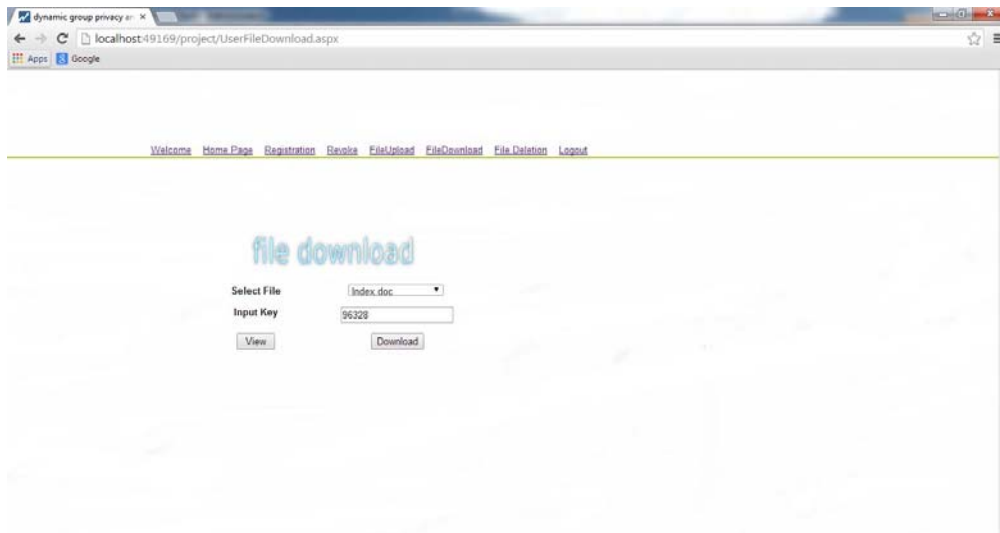 dynamic group privacy an
localhost:49169/project/UserFileDownload.aspx
Apps Google
Welcome Home Page Registration Revoke FileUpload FileDownload File Deletion Logout
file download
Select File Index.doc
Input Key 96328
View Download